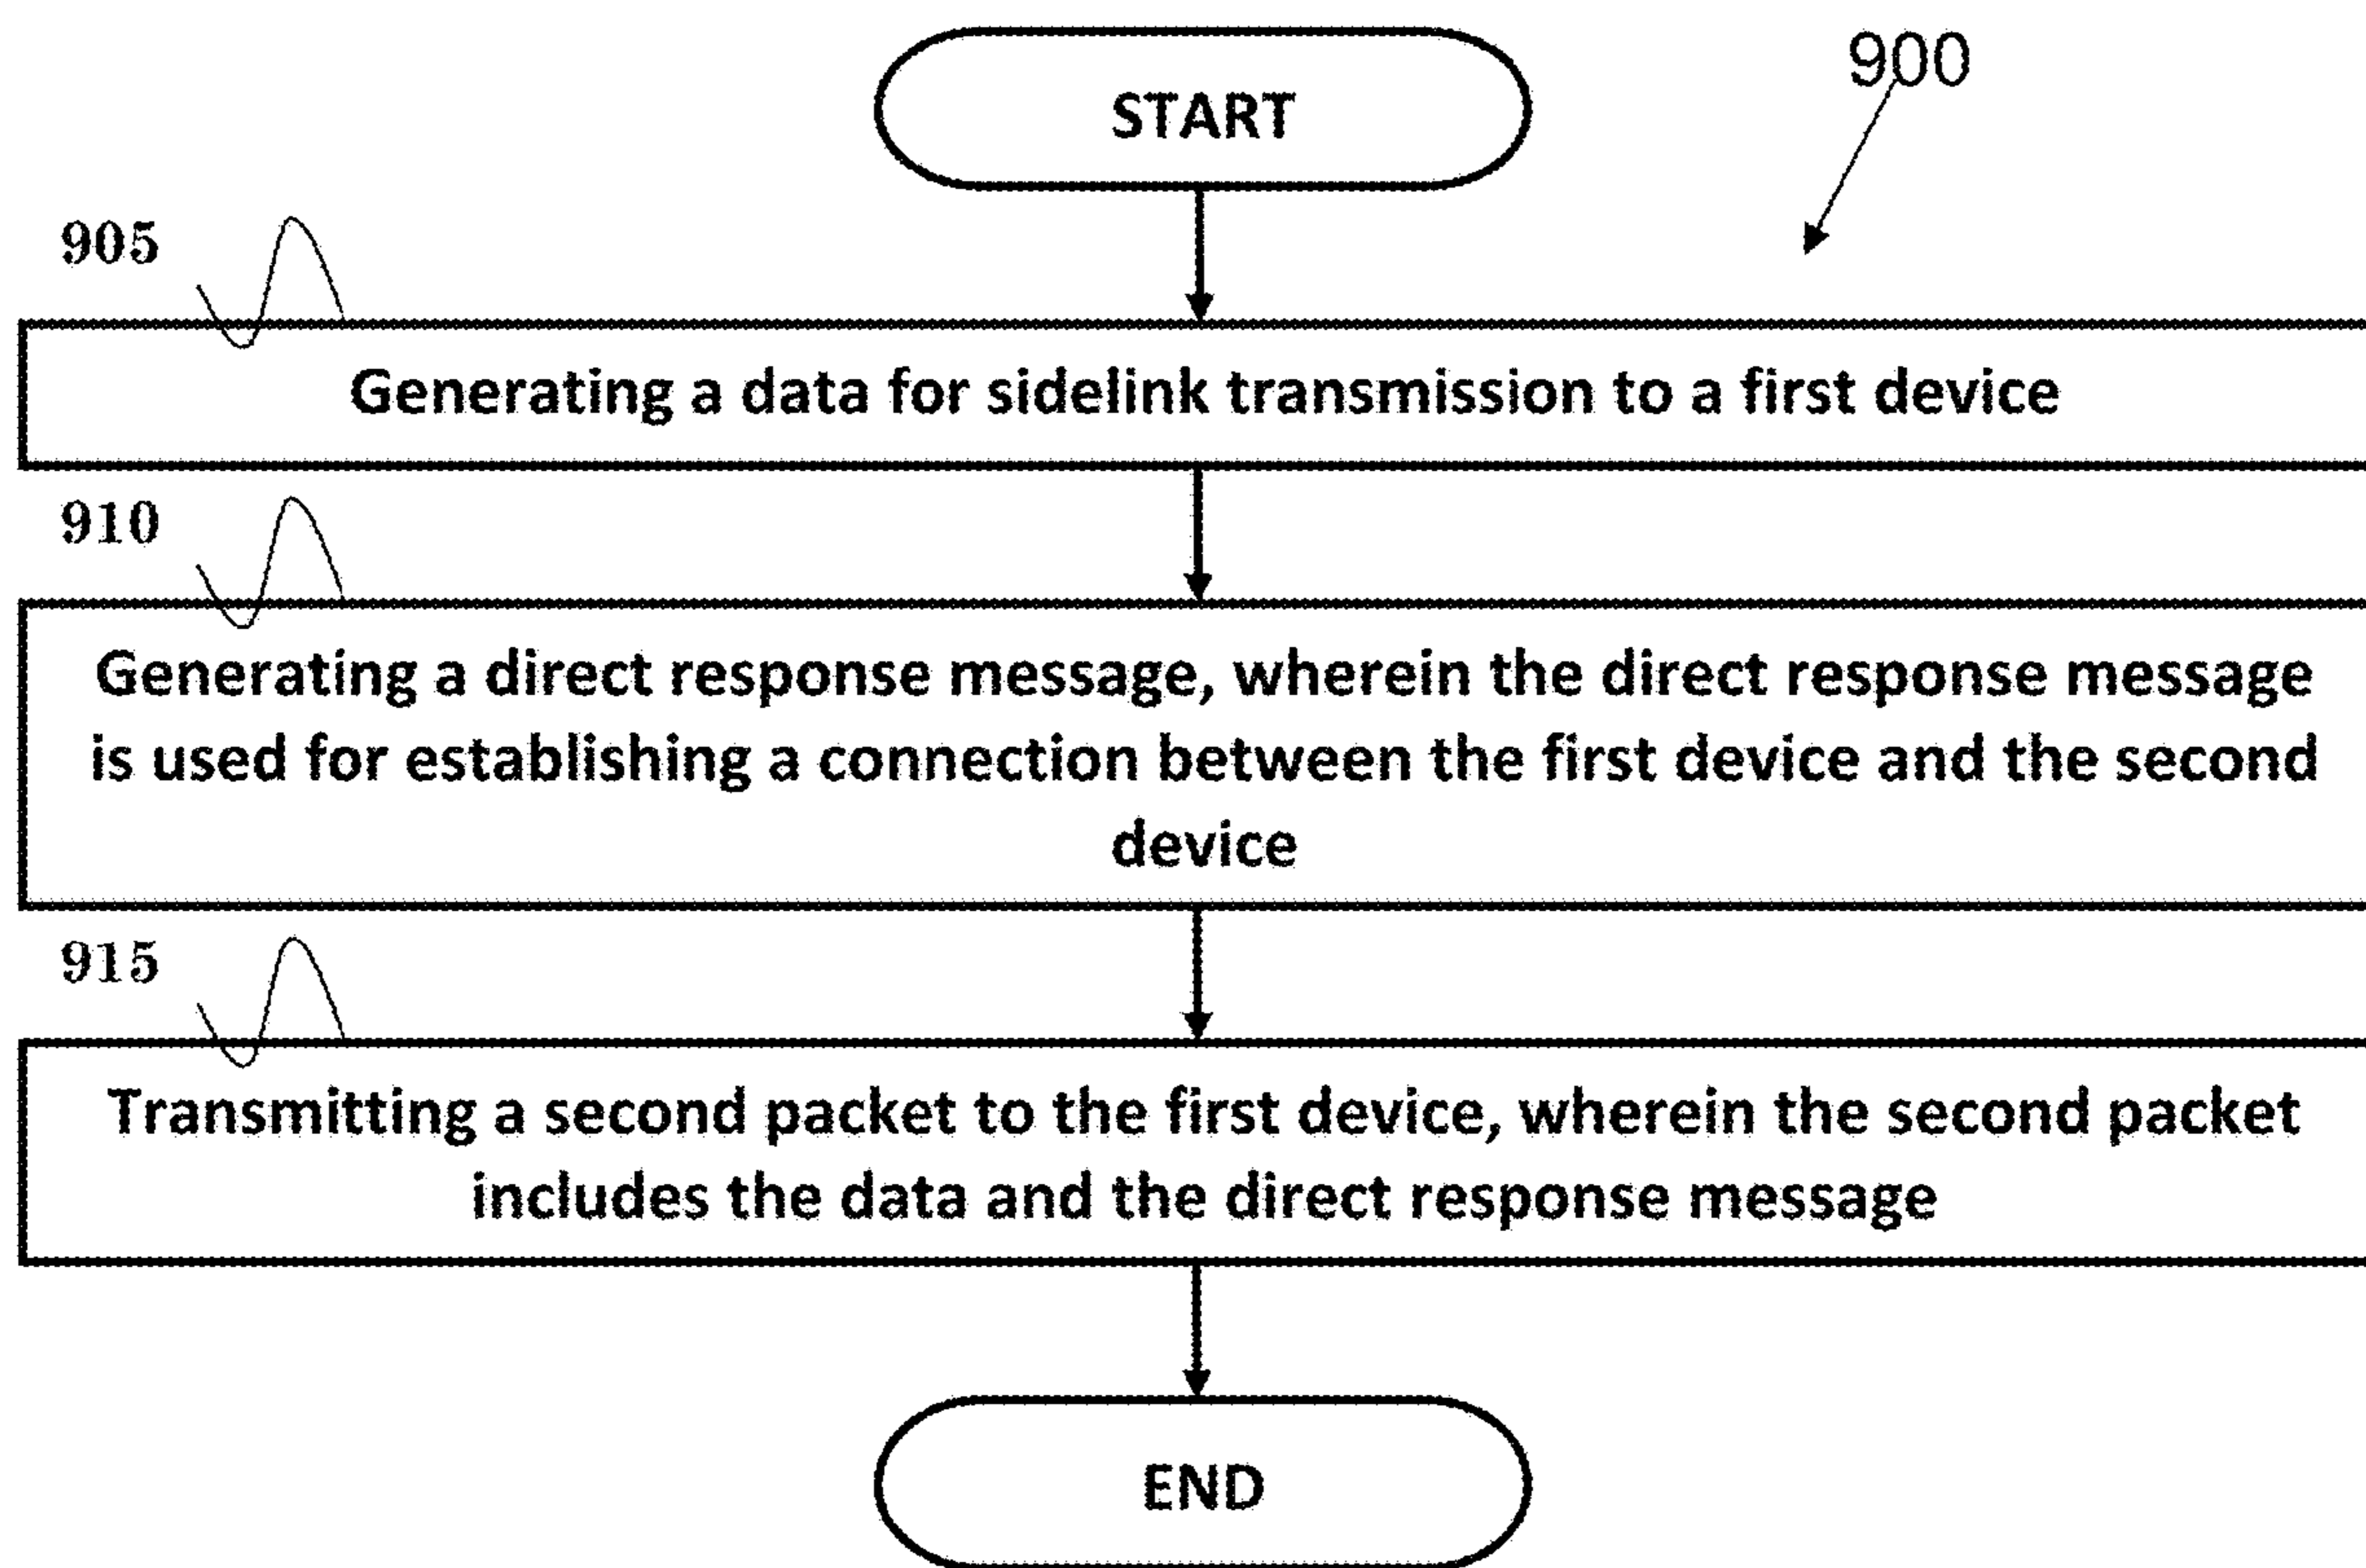 START
900
905
Generating a data for sidelink transmission to a first device
910
Generating a direct response message, wherein the direct response message
is used for establishing a connection between the first device and the second
device
915
Transmitting a second packet to the first device, wherein the second packet
includes the data and the direct response message
END